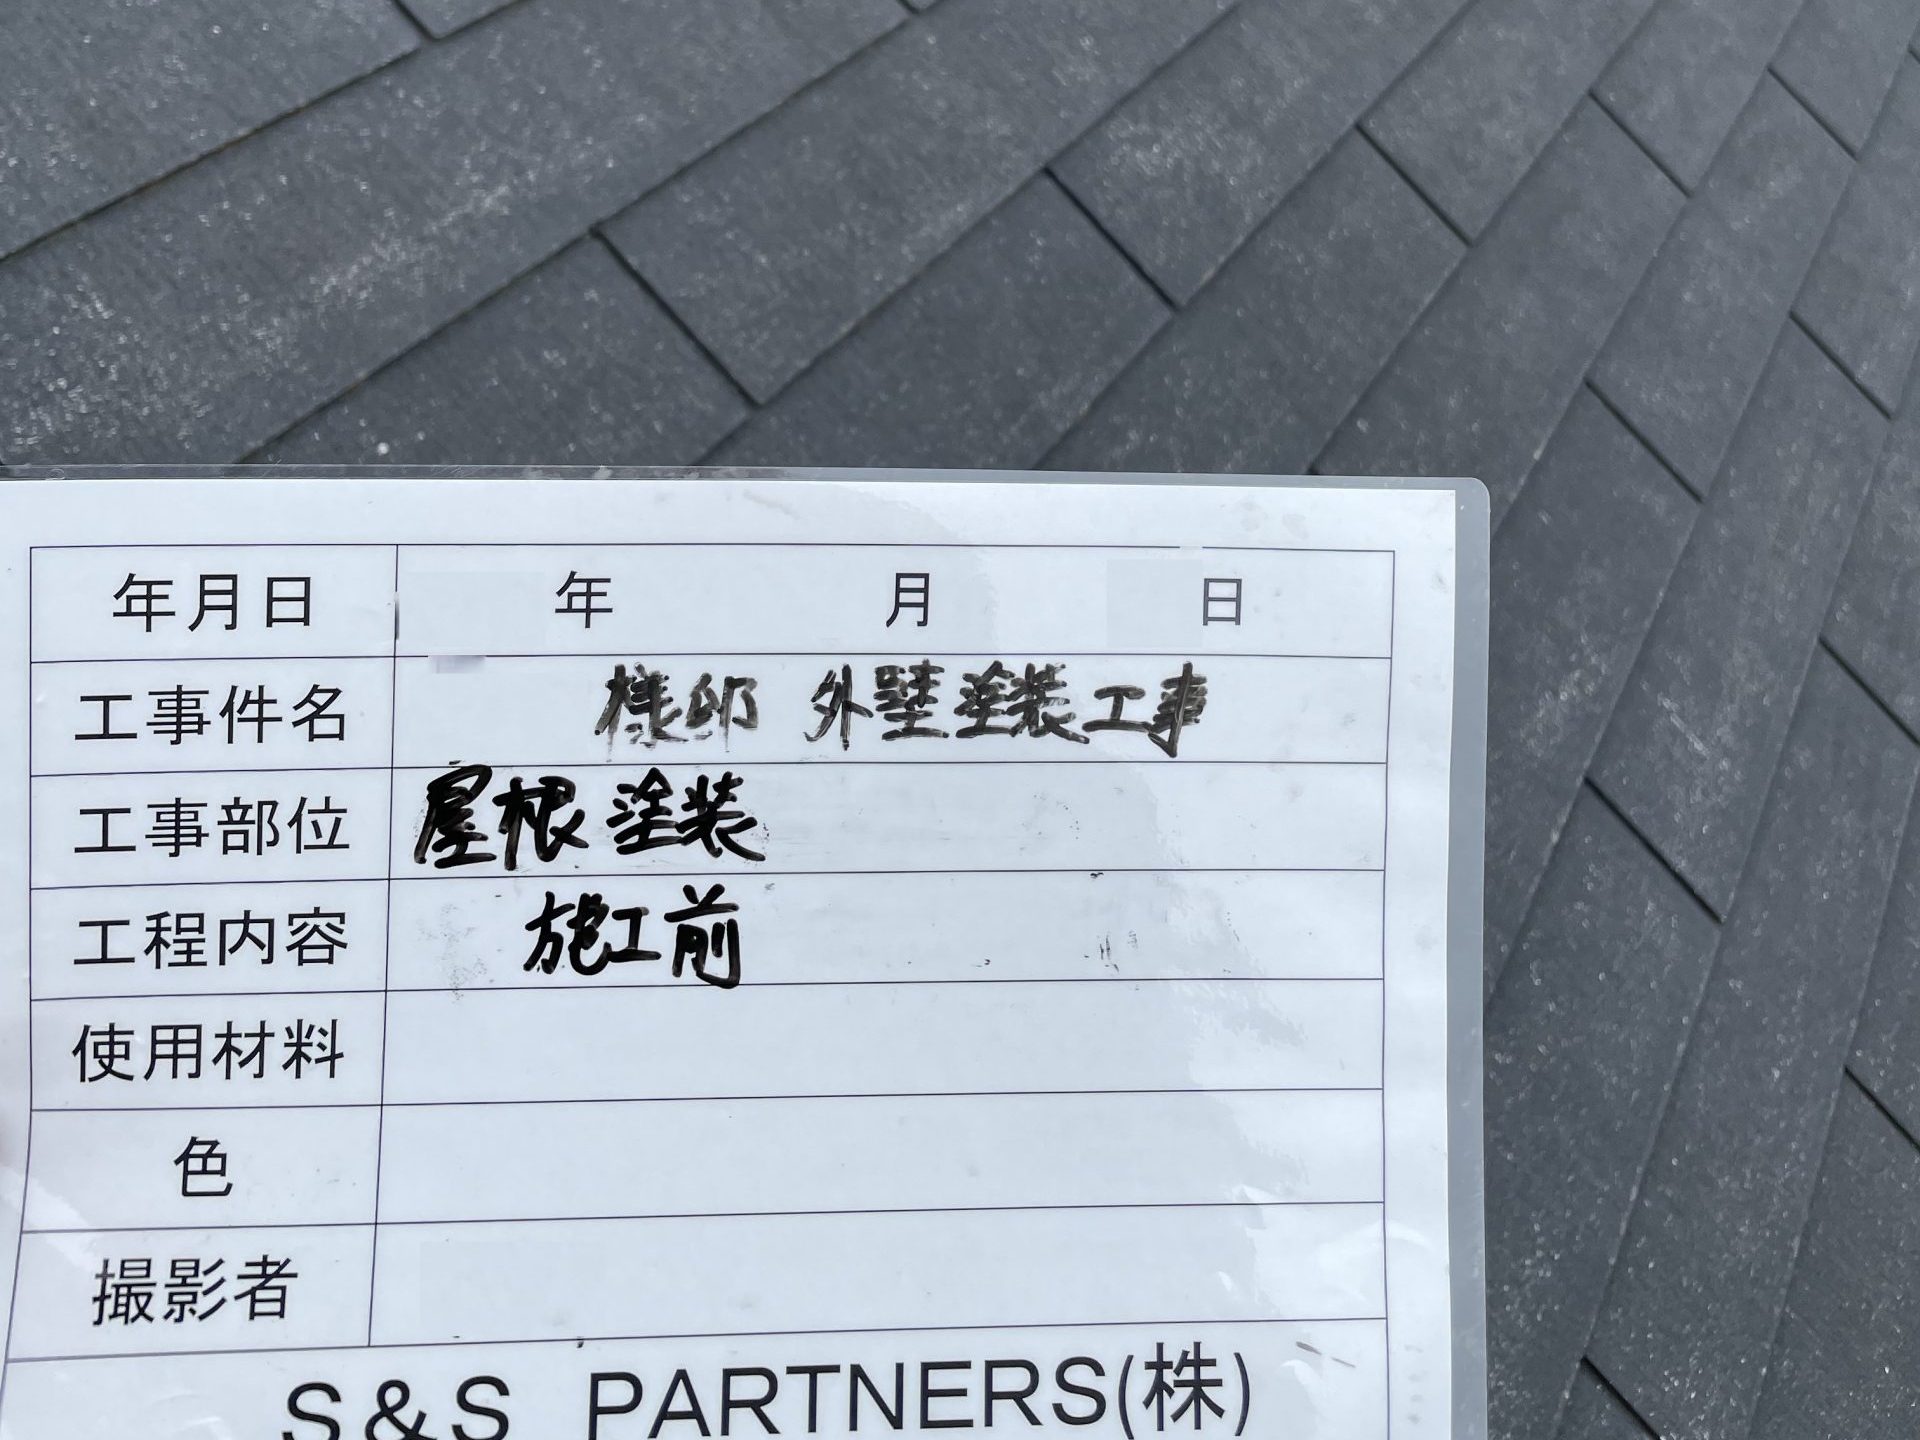 年月日 年 月 日
工事件名 様邸 外壁塗装工事
工事部位 屋根塗装
工程内容 施工前
使用材料
色
撮影者
S&S PARTNERS(株)